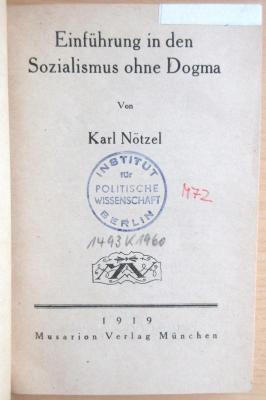 Einführung in den
Sozialismus ohne Dogma
Von
Karl Nötzel
INSTITUT
für
POLITISCHE
WISSENSCHAFT
BERLIN
M72
1493 K 1960
1919
Musarion Verlag München